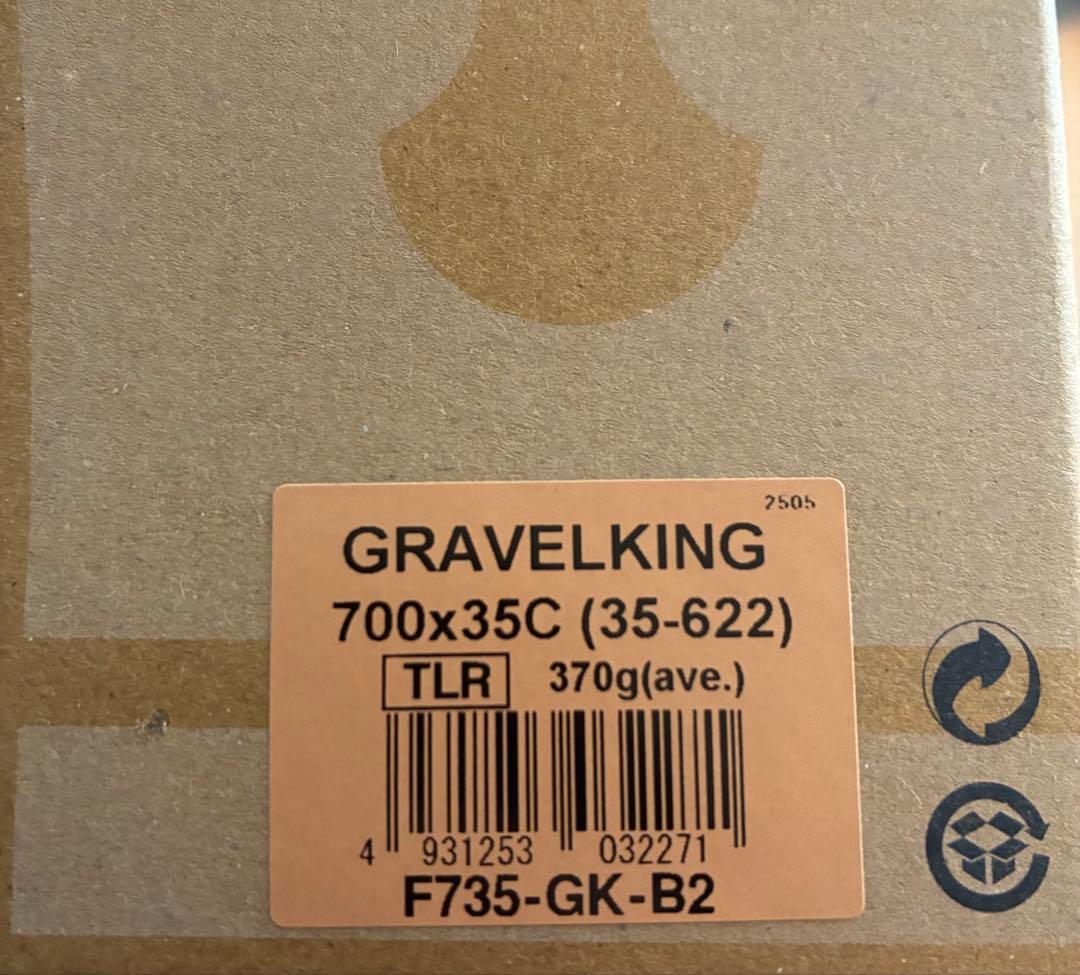 2505
GRAVELKING
700x35C (35-622)
TLR 370g(ave.)
4 931253 032271
F735-GK-B2